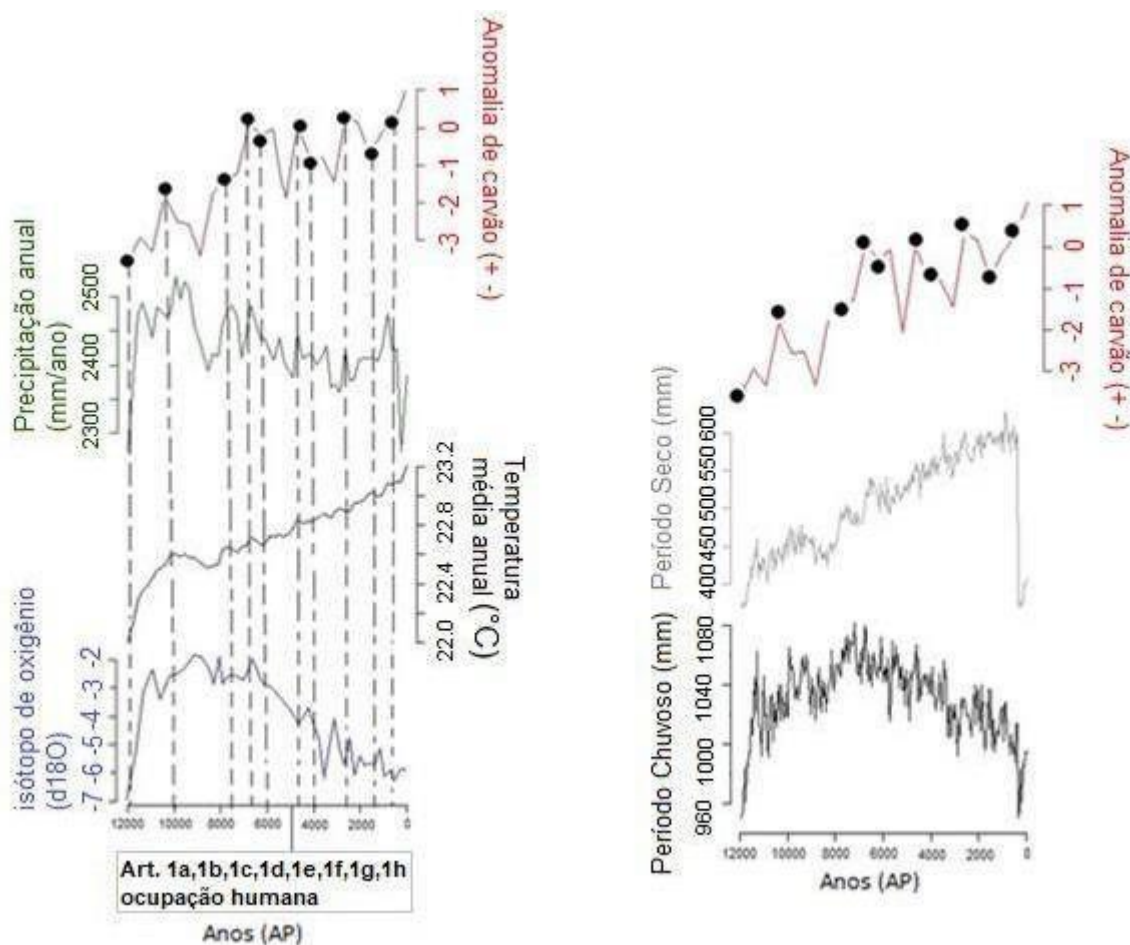 Anomalia de carvão (+ -)
1
0
-1
-2
-3
Precipitação anual
(mm/ano)
2500
2400
2300
Temperatura
média anual (°C)
23.2
22.8
22.4
22.0
isótopo de oxigênio
(d18O)
-2
-3
-4
-5
-6
-7
12000 10000 8000 6000 4000 2000 0
Art. 1a,1b,1c,1d,1e,1f,1g,1h
ocupação humana
Anos (AP)
Anomalia de carvão (+ -)
1
0
-1
-2
-3
Período Seco (mm)
600
550
500
450
400
Período Chuvoso (mm)
1080
1040
1000
960
12000 10000 8000 6000 4000 2000 0
Anos (AP)